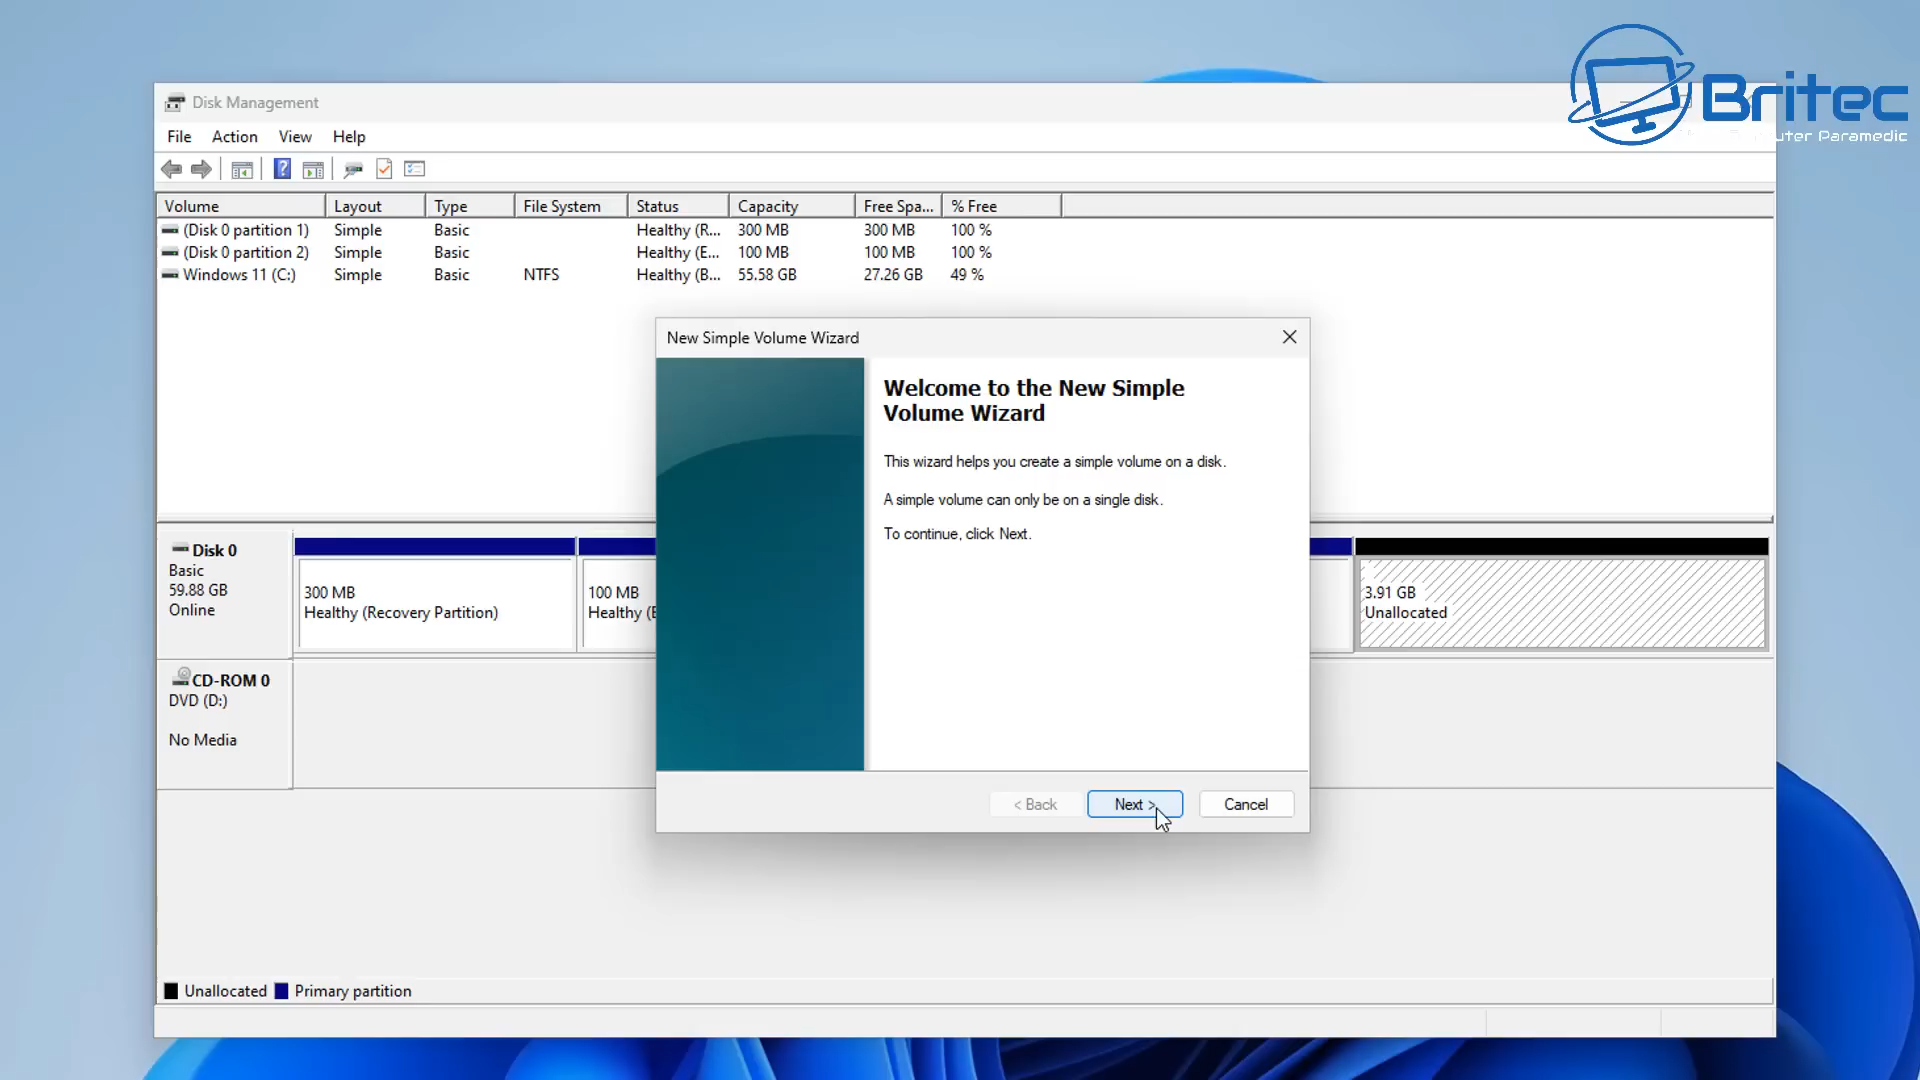 Britec
uter Paramedic
Disk Management
File Action View Help
Volume Layout Type File System Status Capacity Free Spa... % Free
(Disk 0 partition 1) Simple Basic Healthy (R... 300 MB 300 MB 100 %
(Disk 0 partition 2) Simple Basic Healthy (E... 100 MB 100 MB 100 %
Windows 11 (C:) Simple Basic NTFS Healthy (B... 55.58 GB 27.26 GB 49 %
New Simple Volume Wizard
Welcome to the New Simple
Volume Wizard
This wizard helps you create a simple volume on a disk.
A simple volume can only be on a single disk.
To continue, click Next.
< Back Next > Cancel
Disk 0
Basic
59.88 GB
Online
300 MB
Healthy (Recovery Partition)
100 MB
Healthy (E
3.91 GB
Unallocated
CD-ROM 0
DVD (D:)
No Media
Unallocated Primary partition